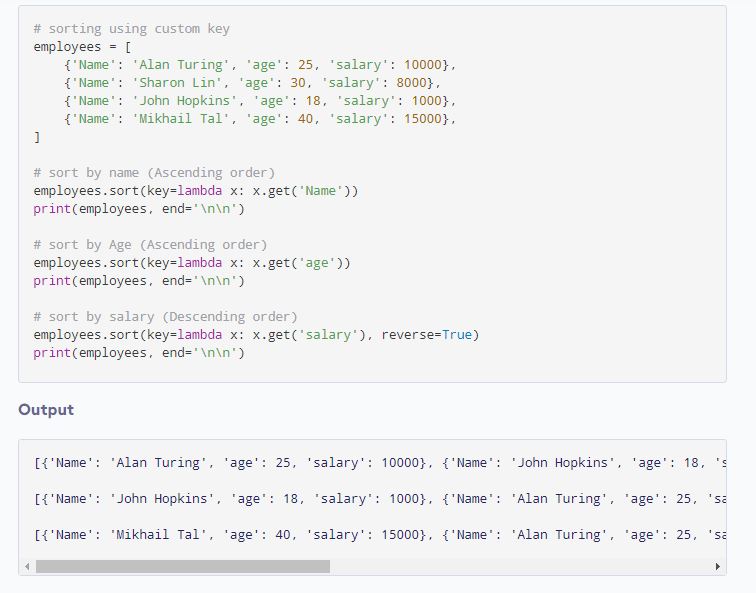 # sorting using custom key
employees = [
    {'Name': 'Alan Turing', 'age': 25, 'salary': 10000},
    {'Name': 'Sharon Lin', 'age': 30, 'salary': 8000},
    {'Name': 'John Hopkins', 'age': 18, 'salary': 1000},
    {'Name': 'Mikhail Tal', 'age': 40, 'salary': 15000},
]

# sort by name (Ascending order)
employees.sort(key=lambda x: x.get('Name'))
print(employees, end='\n\n')

# sort by Age (Ascending order)
employees.sort(key=lambda x: x.get('age'))
print(employees, end='\n\n')

# sort by salary (Descending order)
employees.sort(key=lambda x: x.get('salary'), reverse=True)
print(employees, end='\n\n')

Output

[{'Name': 'Alan Turing', 'age': 25, 'salary': 10000}, {'Name': 'John Hopkins', 'age': 18, 's
[{'Name': 'John Hopkins', 'age': 18, 'salary': 1000}, {'Name': 'Alan Turing', 'age': 25, 'sa
[{'Name': 'Mikhail Tal', 'age': 40, 'salary': 15000}, {'Name': 'Alan Turing', 'age': 25, 'sa